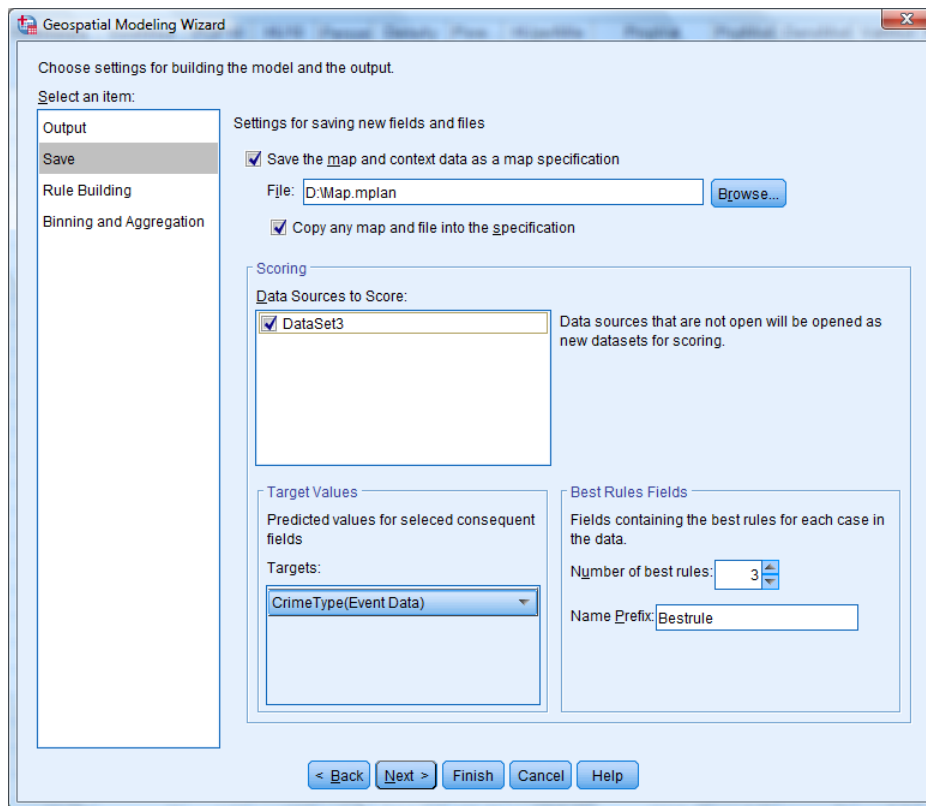 Geospatial Modeling Wizard
Choose settings for building the model and the output.
Select an item:
Output
Save
Rule Building
Binning and Aggregation
Settings for saving new fields and files
Save the map and context data as a map specification
File: D:\Map.mplan Browse...
Copy any map and file into the specification
Scoring
Data Sources to Score:
DataSet3
Data sources that are not open will be opened as
new datasets for scoring.
Target Values
Predicted values for seleced consequent
fields
Targets:
CrimeType(Event Data)
Best Rules Fields
Fields containing the best rules for each case in
the data.
Number of best rules: 3
Name Prefix: Bestrule
< Back Next > Finish Cancel Help